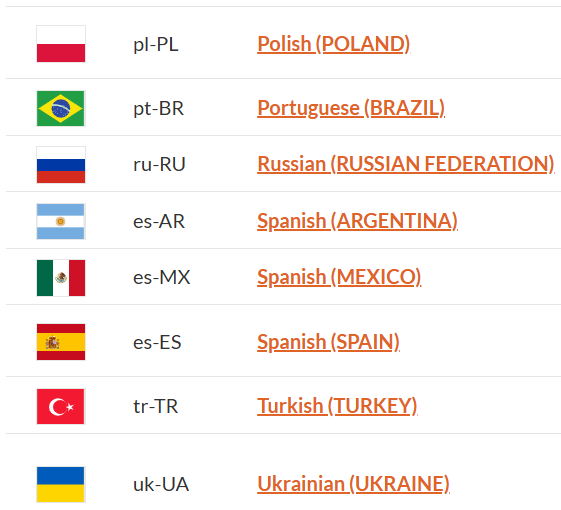 pl-PL Polish (POLAND)
pt-BR Portuguese (BRAZIL)
ru-RU Russian (RUSSIAN FEDERATION)
es-AR Spanish (ARGENTINA)
es-MX Spanish (MEXICO)
es-ES Spanish (SPAIN)
tr-TR Turkish (TURKEY)
uk-UA Ukrainian (UKRAINE)